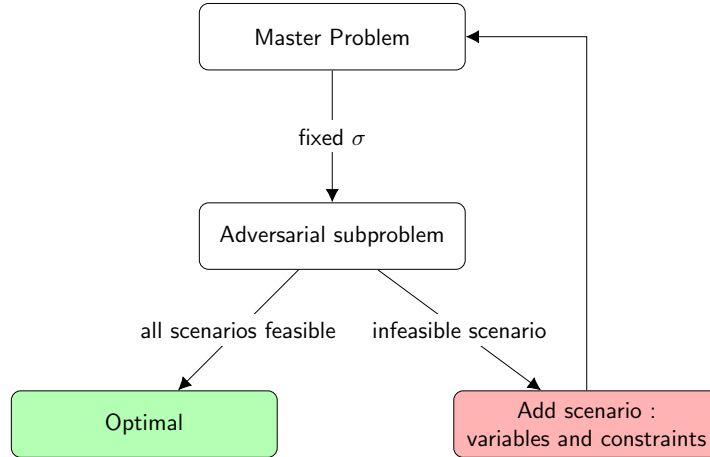 Master Problem
fixed σ
Adversarial subproblem
all scenarios feasible
infeasible scenario
Optimal
Add scenario :
variables and constraints